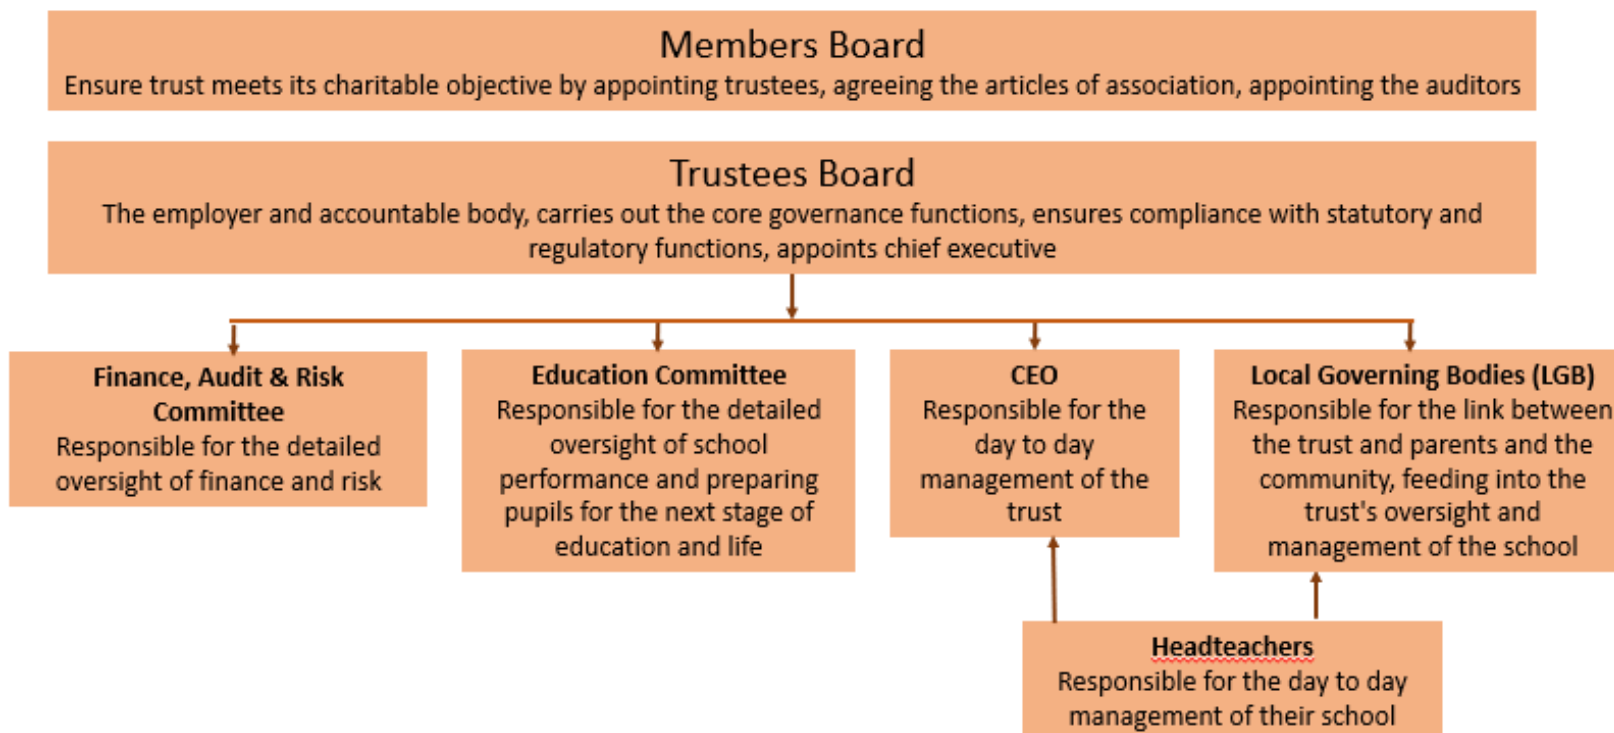 Members Board
Ensure trust meets its charitable objective by appointing trustees, agreeing the articles of association, appointing the auditors
Trustees Board
The employer and accountable body, carries out the core governance functions, ensures compliance with statutory and
regulatory functions, appoints chief executive
Finance, Audit & Risk
Committee
Responsible for the detailed
oversight of finance and risk
Education Committee
Responsible for the detailed
oversight of school
performance and preparing
pupils for the next stage of
education and life
CEO
Responsible for the
day to day
management of the
trust
Local Governing Bodies (LGB)
Responsible for the link between
the trust and parents and the
community, feeding into the
trust's oversight and
management of the school
Headteachers
Responsible for the day to day
management of their school